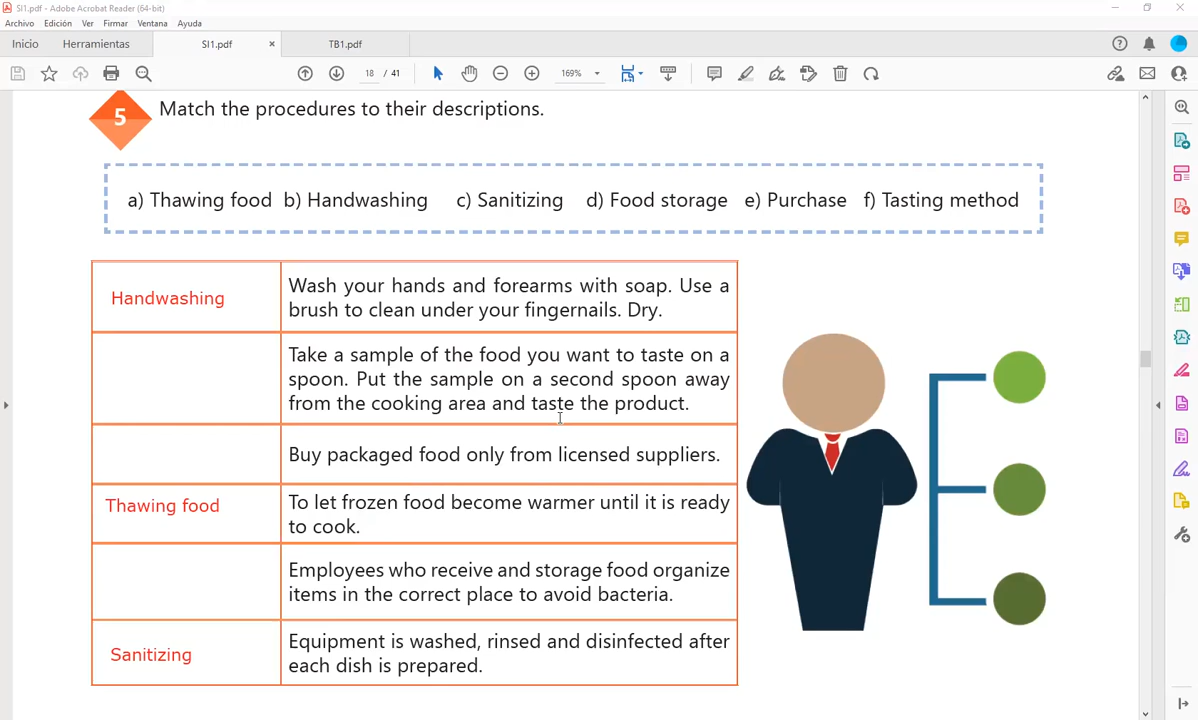 SI1.pdf - Adobe Acrobat Reader (64-bit)
Archivo Edición Ver Firmar Ventana Ayuda
Inicio Herramientas SI1.pdf × TB1.pdf
18 / 41 169%
5 Match the procedures to their descriptions.
a) Thawing food b) Handwashing c) Sanitizing d) Food storage e) Purchase f) Tasting method
Handwashing
Wash your hands and forearms with soap. Use a
brush to clean under your fingernails. Dry.
Take a sample of the food you want to taste on a
spoon. Put the sample on a second spoon away
from the cooking area and taste the product.
Buy packaged food only from licensed suppliers.
Thawing food
To let frozen food become warmer until it is ready
to cook.
Employees who receive and storage food organize
items in the correct place to avoid bacteria.
Sanitizing
Equipment is washed, rinsed and disinfected after
each dish is prepared.